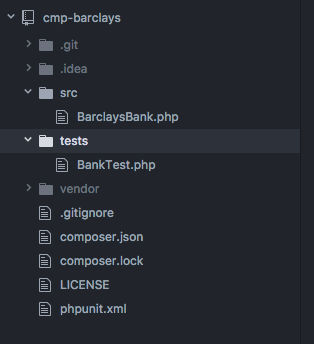 cmp-barclays
.git
.idea
src
BarclaysBank.php
tests
BankTest.php
vendor
.gitignore
composer.json
composer.lock
LICENSE
phpunit.xml